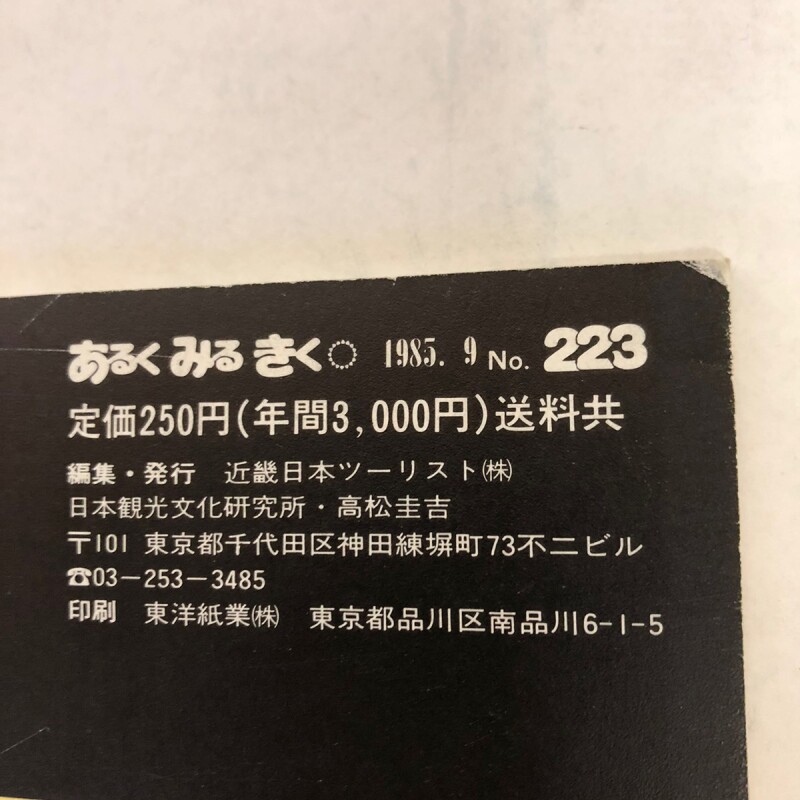 あるく みる きく 1985. 9 No. 223
定価250円(年間3,000円)送料共
編集・発行 近畿日本ツーリスト㈱
日本観光文化研究所・高松圭吉
〒101 東京都千代田区神田練塀町73不二ビル
☎03-253-3485
印刷 東洋紙業㈱ 東京都品川区南品川6-1-5